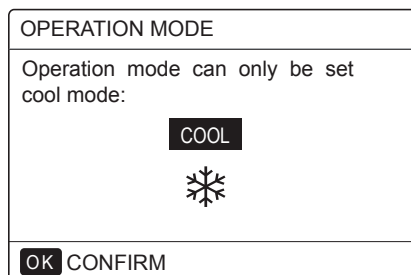 OPERATION MODE
Operation mode can only be set
cool mode:
COOL
OK CONFIRM